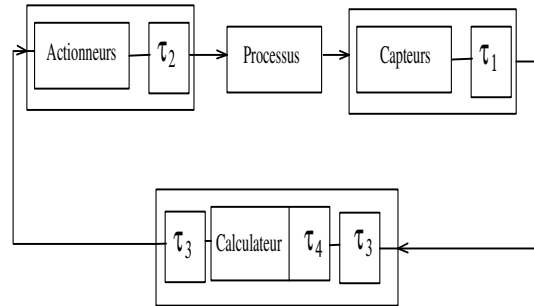 Actionneurs τ2 Processus Capteurs τ1
τ3 Calculateur τ4 τ3